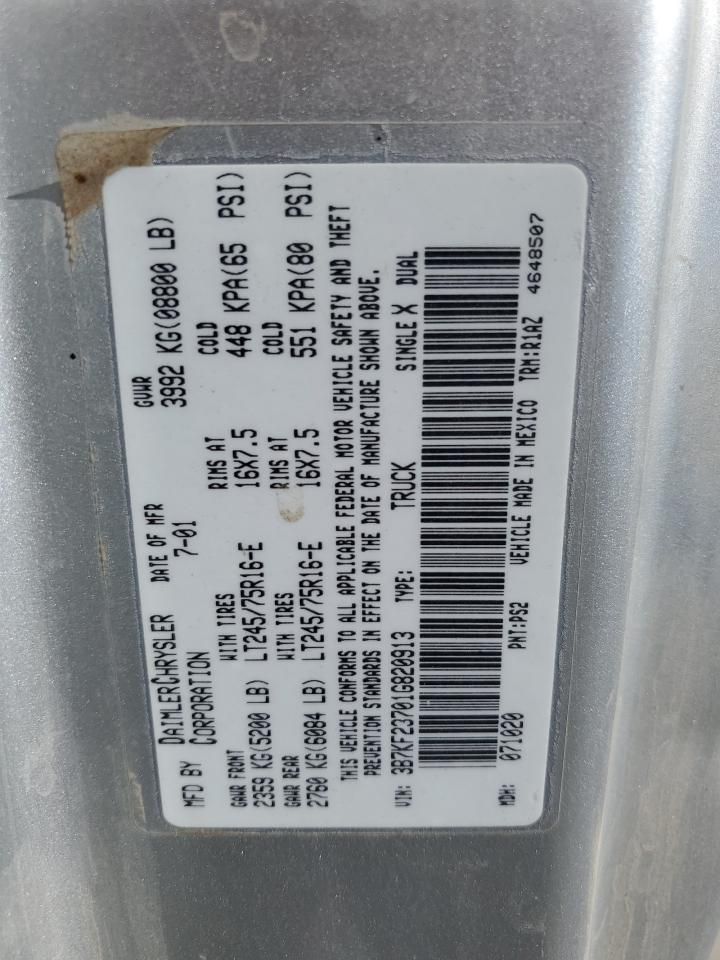 MFD BY DAIMLERCHRYSLER CORPORATION
DATE OF MFR 7-01
GVWR 3992 KG(08800 LB)
GAWR FRONT WITH TIRES RIMS AT COLD
2359 KG(5200 LB) LT245/75R16-E 16X7.5 448 KPA(65 PSI)
GAWR REAR WITH TIRES RIMS AT COLD
2760 KG(6084 LB) LT245/75R16-E 16X7.5 551 KPA(80 PSI)
THIS VEHICLE CONFORMS TO ALL APPLICABLE FEDERAL MOTOR VEHICLE SAFETY AND THEFT
PREVENTION STANDARDS IN EFFECT ON THE DATE OF MANUFACTURE SHOWN ABOVE.
VIN: 3B7KF23701G820913 TYPE: TRUCK SINGLE X DUAL
MDH: 071020 PNT:PS2 VEHICLE MADE IN MEXICO TRM:R1AZ 4648507